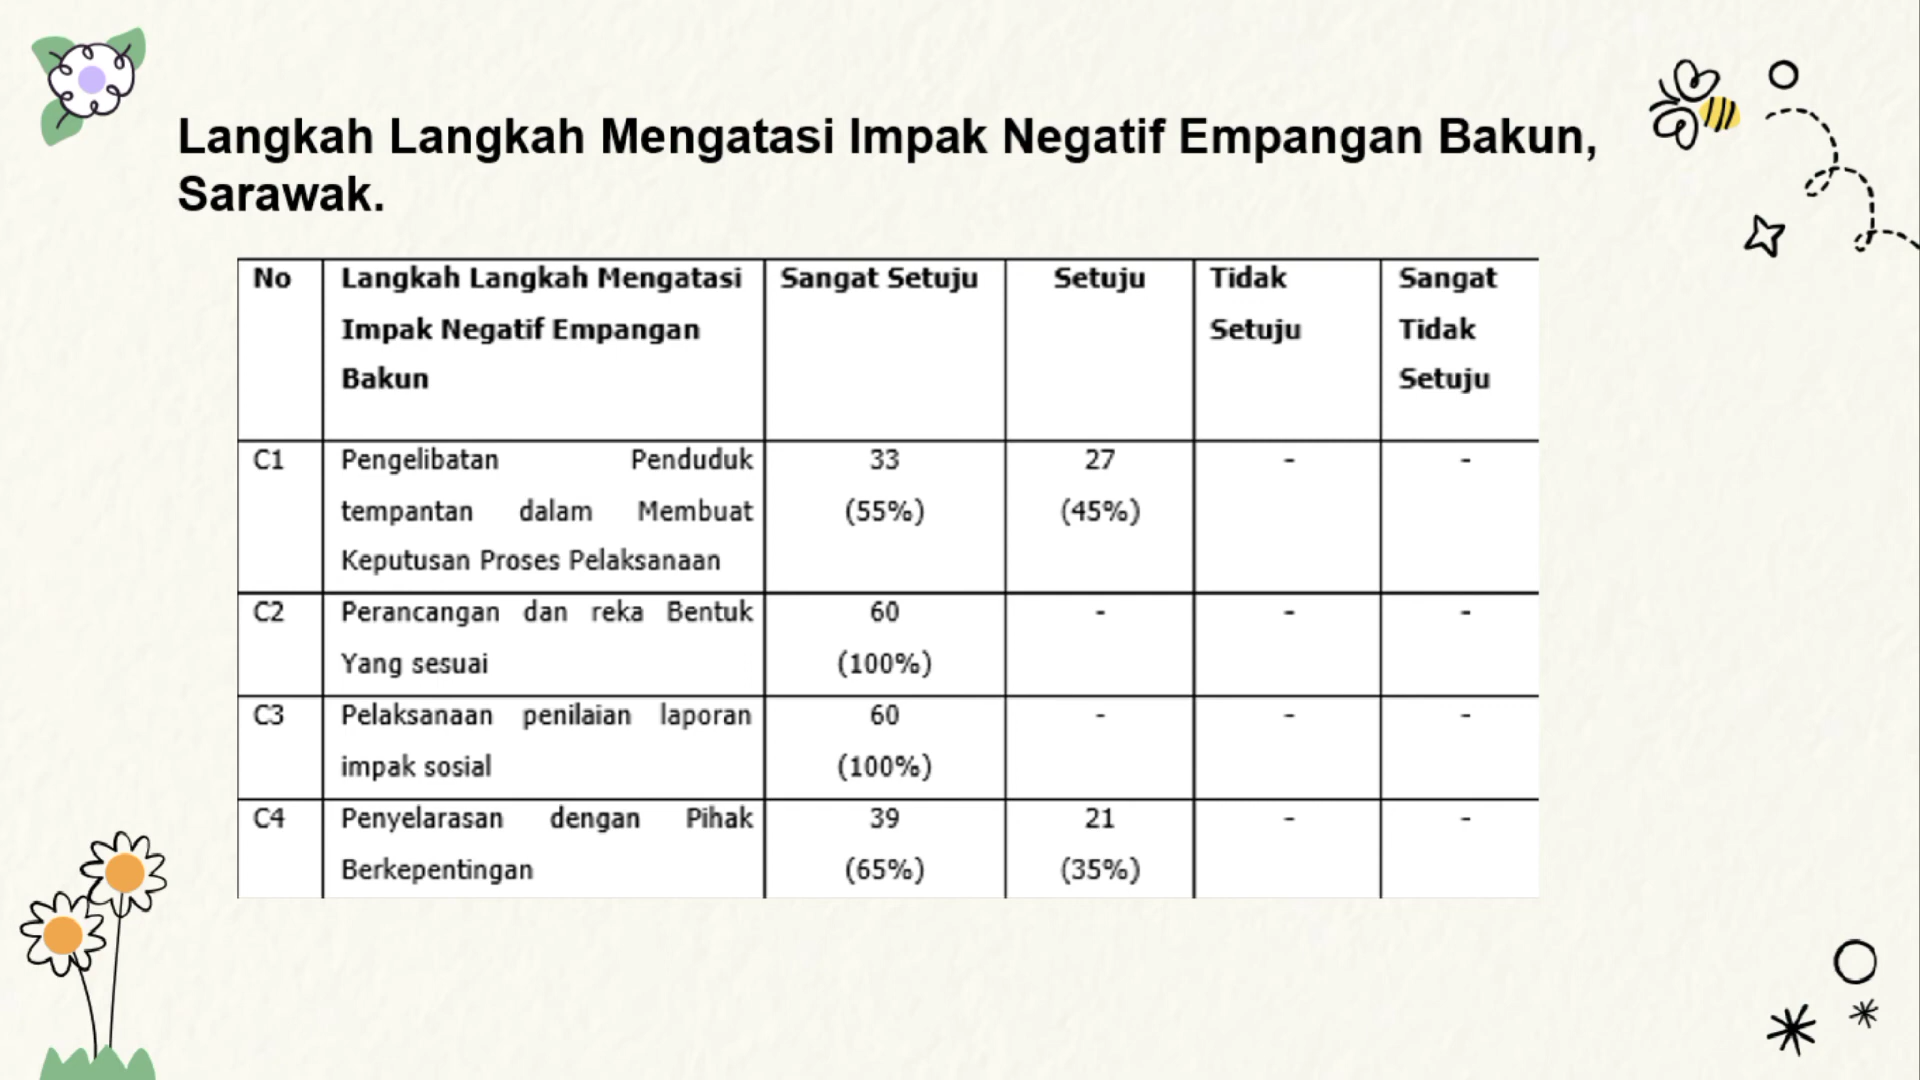 Langkah Langkah Mengatasi Impak Negatif Empangan Bakun,
Sarawak.
No Langkah Langkah Mengatasi Sangat Setuju Setuju Tidak Sangat
Impak Negatif Empangan Setuju Tidak
Bakun Setuju
C1 Pengelibatan Penduduk 33 27 - -
tempantan dalam Membuat (55%) (45%)
Keputusan Proses Pelaksanaan
C2 Perancangan dan reka Bentuk 60 - - -
Yang sesuai (100%)
C3 Pelaksanaan penilaian laporan 60 - - -
impak sosial (100%)
C4 Penyelarasan dengan Pihak 39 21 - -
Berkepentingan (65%) (35%)